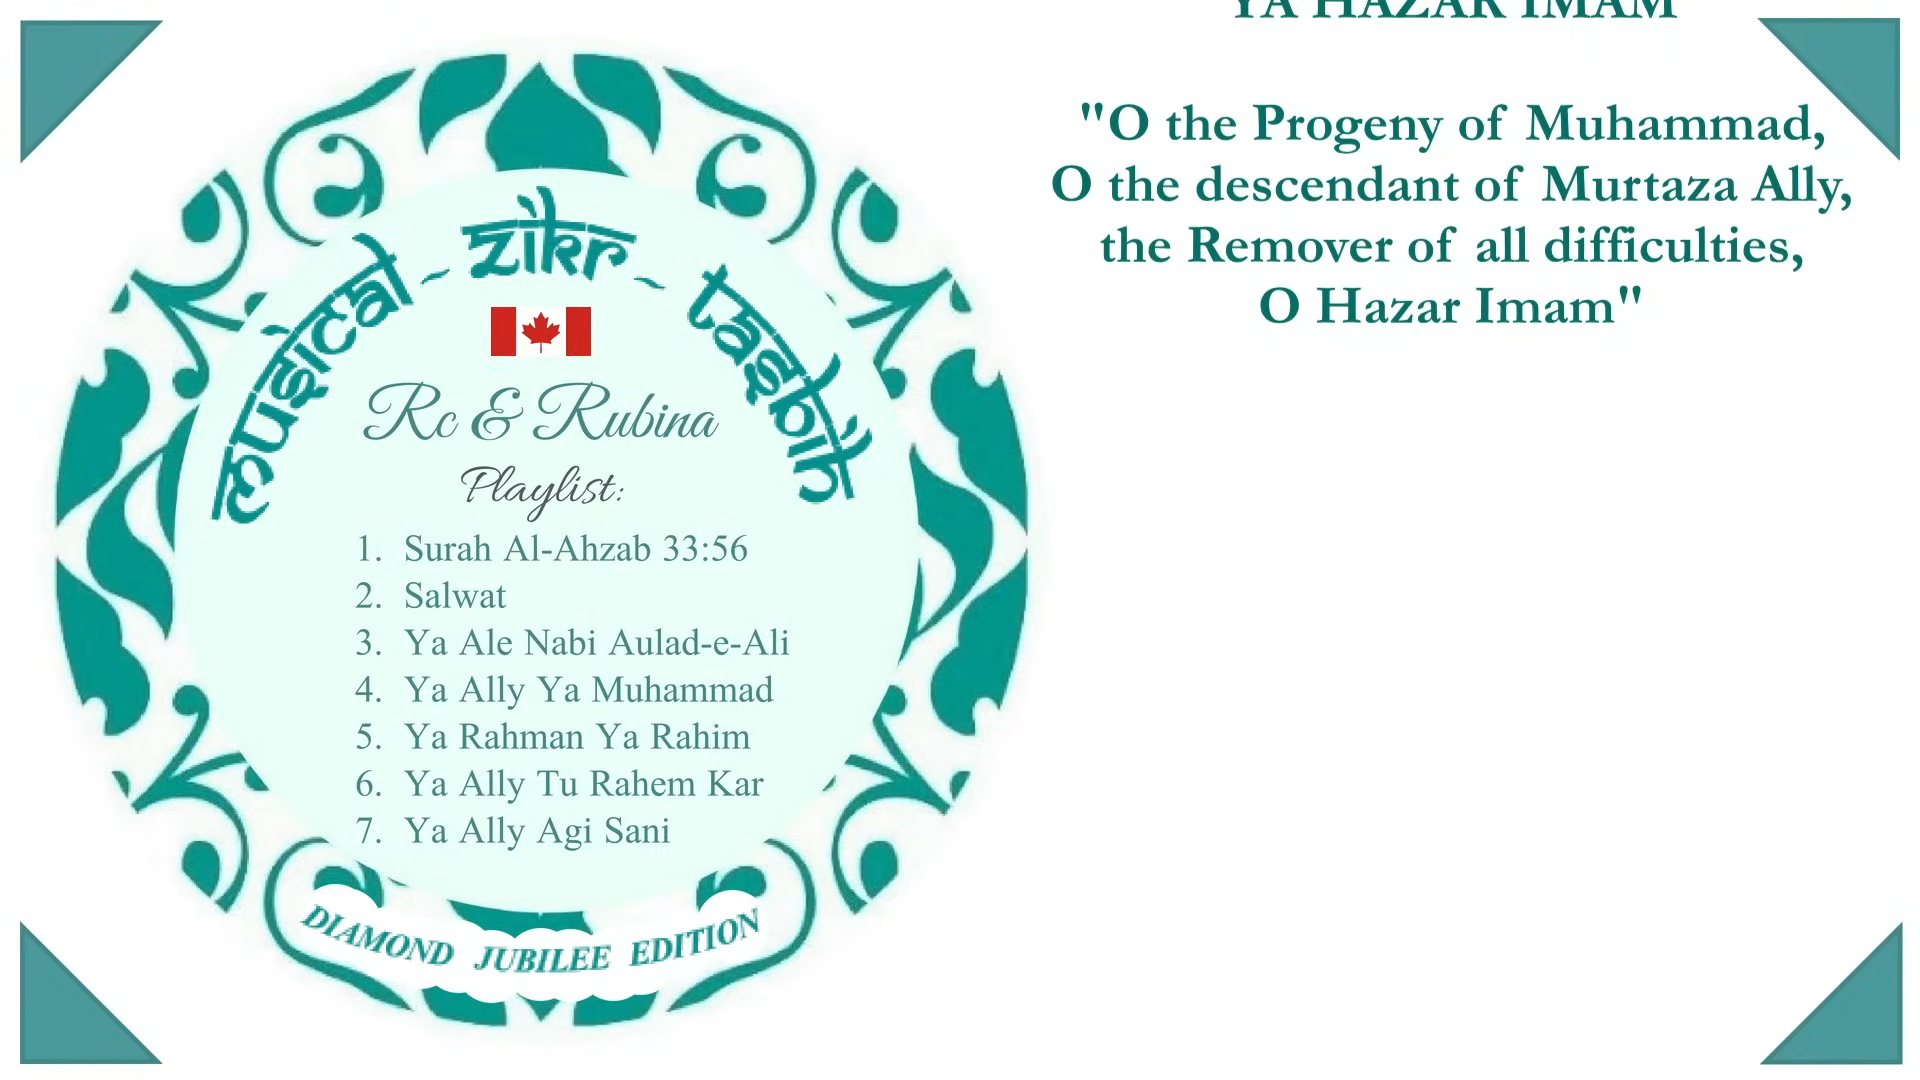 musical ~ zikr ~ tasbih
Rc & Rubina
Playlist:
1. Surah Al-Ahzab 33:56
2. Salwat
3. Ya Ale Nabi Aulad-e-Ali
4. Ya Ally Ya Muhammad
5. Ya Rahman Ya Rahim
6. Ya Ally Tu Rahem Kar
7. Ya Ally Agi Sani
DIAMOND JUBILEE EDITION
YA HAZAR IMAM
"O the Progeny of Muhammad,
O the descendant of Murtaza Ally,
the Remover of all difficulties,
O Hazar Imam"